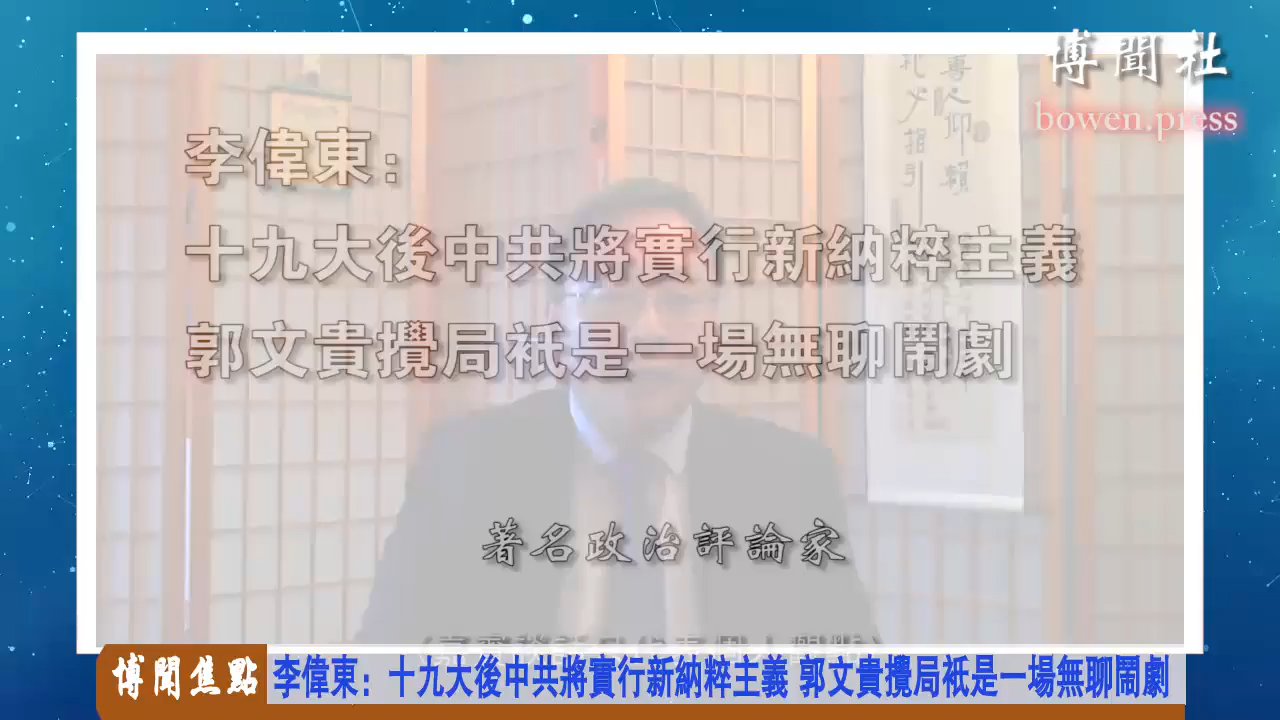 博聞社
bowen.press
李偉東：
十九大後中共將實行新納粹主義
郭文貴攪局衹是一場無聊鬧劇
著名政治評論家
博聞焦點
李偉東：十九大後中共將實行新納粹主義 郭文貴攪局衹是一場無聊鬧劇